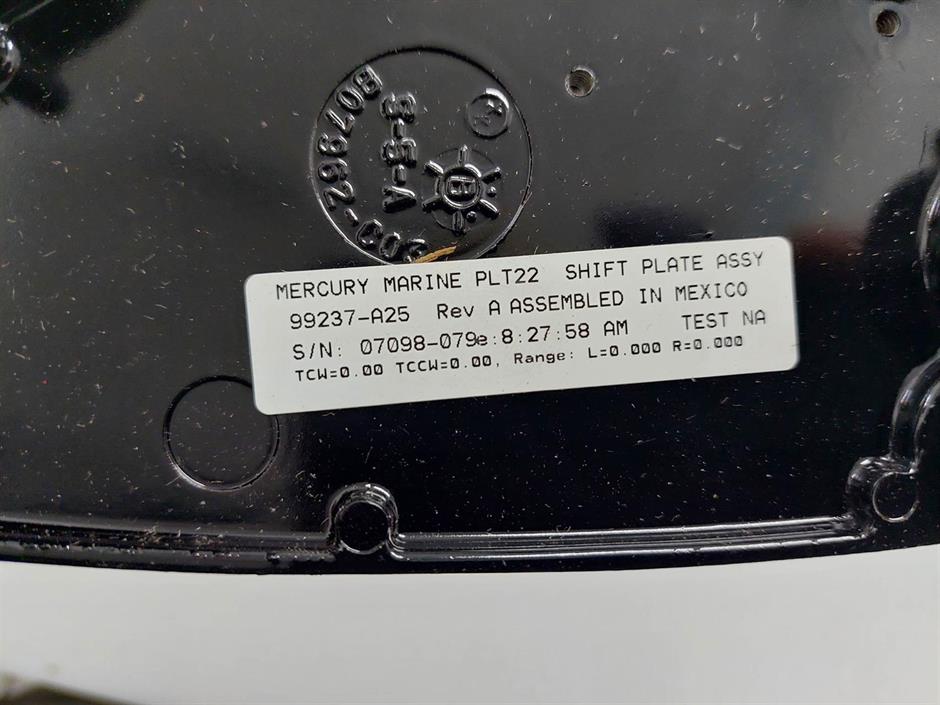 807962-003
S-5-A
B
MERCURY MARINE PLT22 SHIFT PLATE ASSY
99237-A25 Rev A ASSEMBLED IN MEXICO
S/N: 07098-079e:8:27:58 AM TEST NA
TCW=0.00 TCCW=0.00, Range: L=0.000 R=0.000